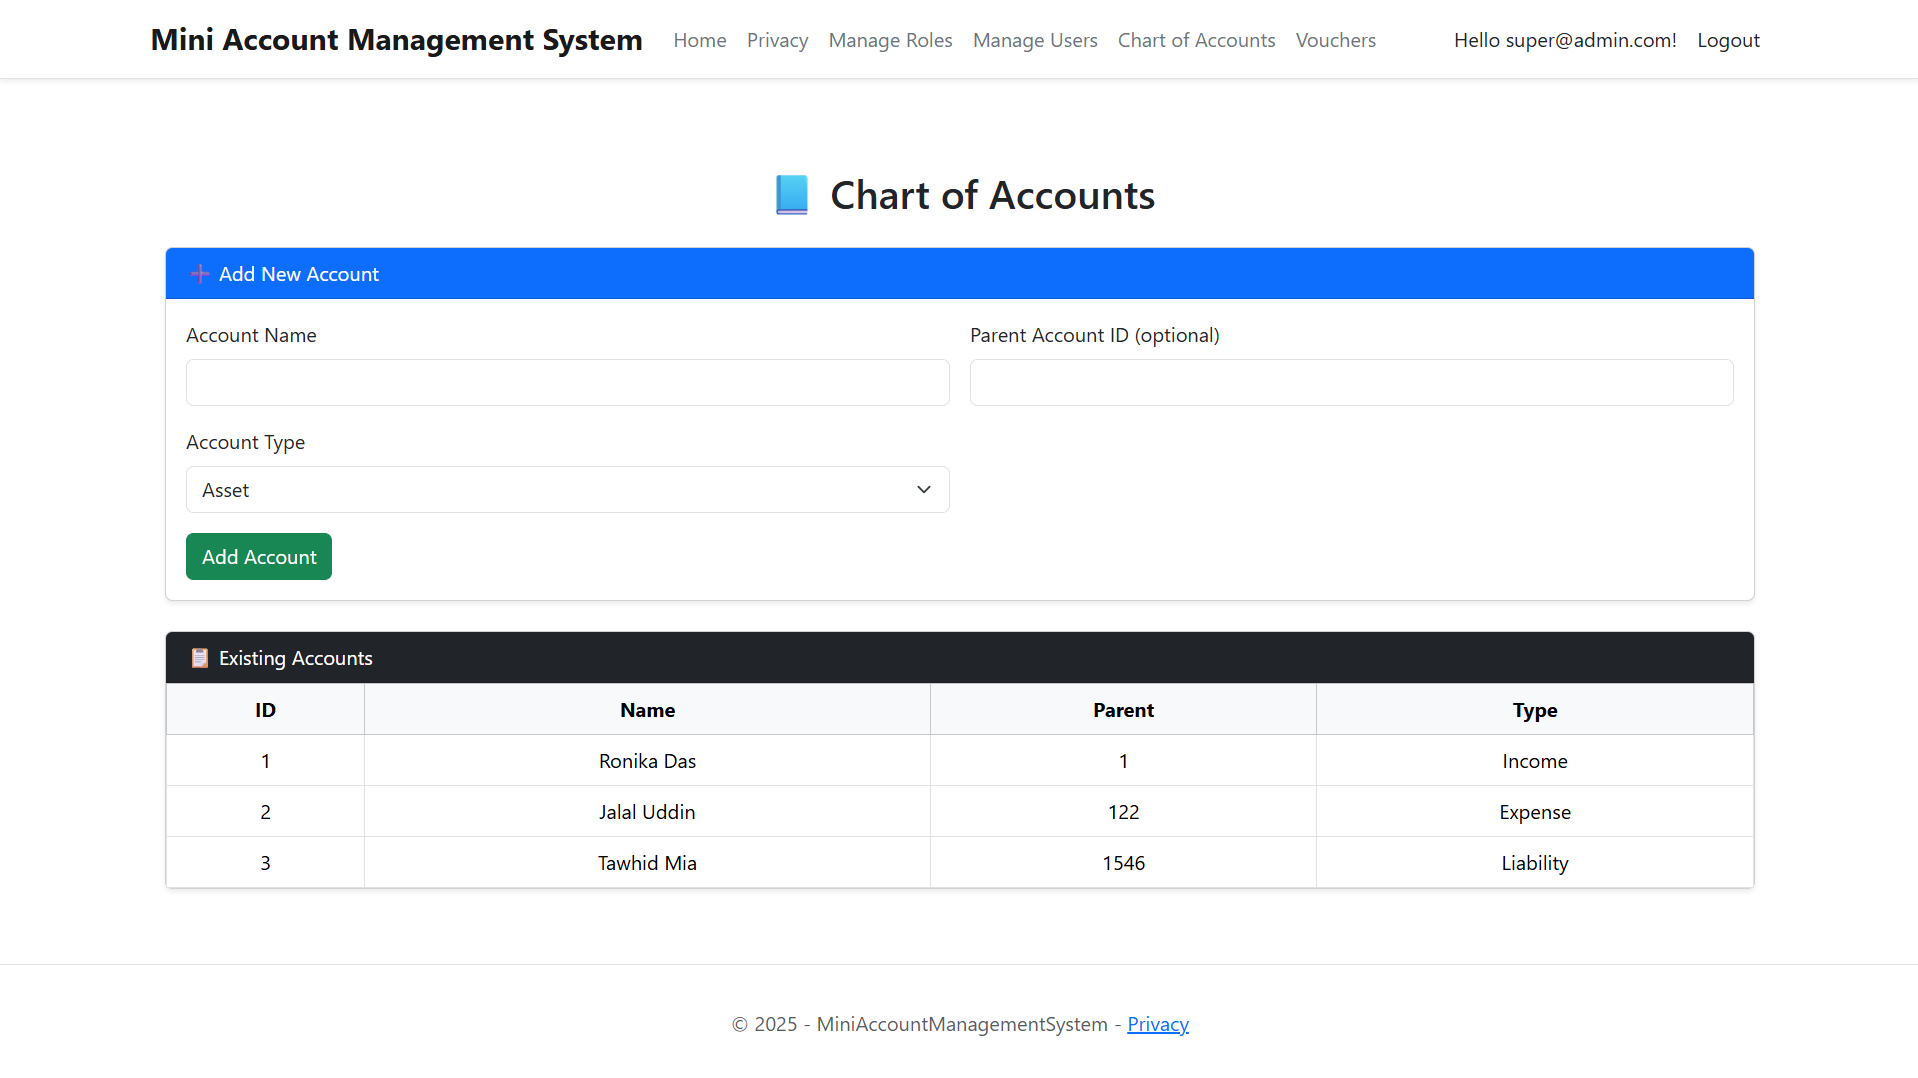 Mini Account Management System Home Privacy Manage Roles Manage Users Chart of Accounts Vouchers Hello super@admin.com! Logout
📘 Chart of Accounts
➕ Add New Account
Account Name Parent Account ID (optional)
Account Type
Asset
Add Account
📋 Existing Accounts
ID Name Parent Type
1 Ronika Das 1 Income
2 Jalal Uddin 122 Expense
3 Tawhid Mia 1546 Liability
© 2025 - MiniAccountManagementSystem - Privacy